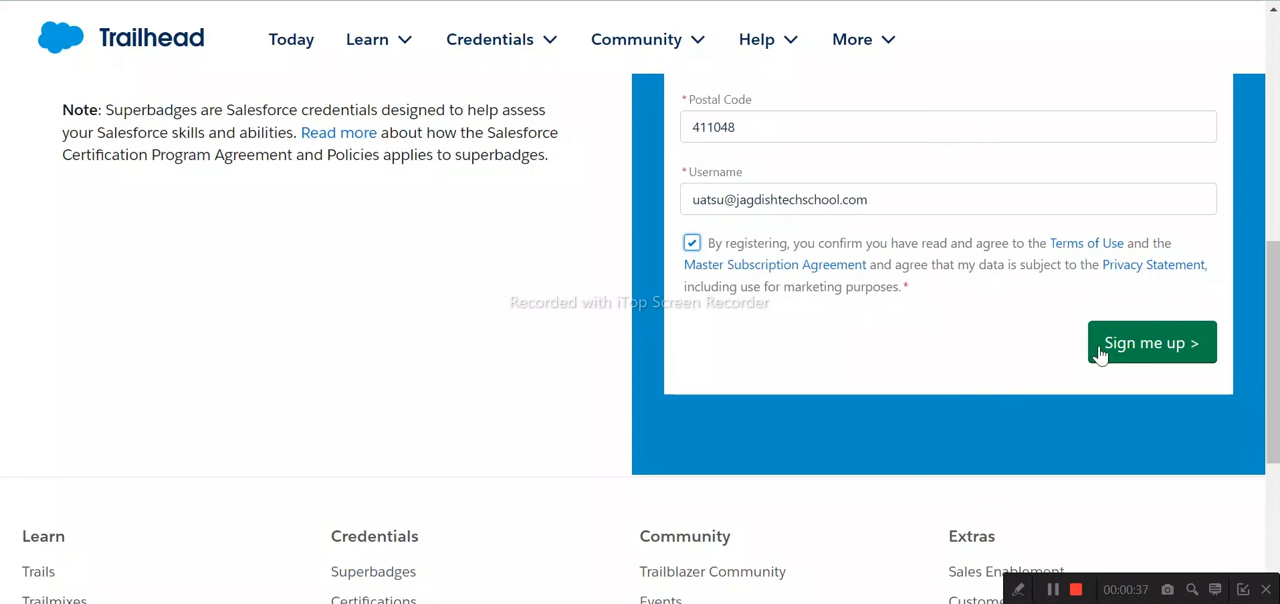 Trailhead
Today Learn Credentials Community Help More
Note: Superbadges are Salesforce credentials designed to help assess
your Salesforce skills and abilities. Read more about how the Salesforce
Certification Program Agreement and Policies applies to superbadges.
* Postal Code
411048
* Username
uatsu@jagdishtechschool.com
By registering, you confirm you have read and agree to the Terms of Use and the
Master Subscription Agreement and agree that my data is subject to the Privacy Statement,
including use for marketing purposes. *
Recorded with iTop Screen Recorder
Sign me up >
Learn Credentials Community Extras
Trails Superbadges Trailblazer Community Sales Enablement
Trailmixes Certifications Events Custome
00:00:37